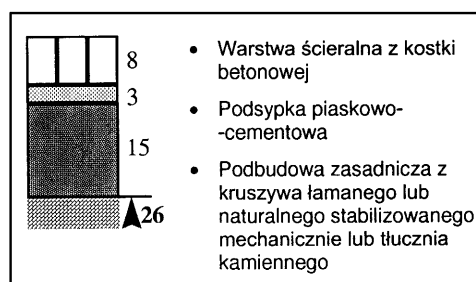 8
3
15
26
• Warstwa ścieralna z kostki
betonowej
• Podsypka piaskowo-
-cementowa
• Podbudowa zasadnicza z
kruszywa łamanego lub
naturalnego stabilizowanego
mechanicznie lub tłucznia
kamiennego